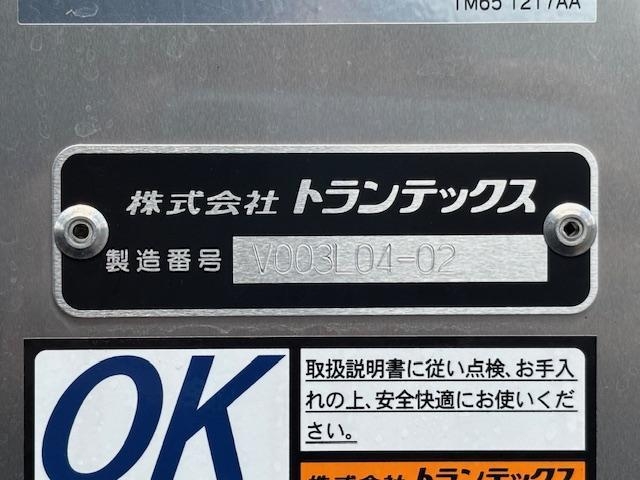 TM65 1217AA
株式会社 トランテックス
製造番号 V003L04-02
OK
取扱説明書に従い点検、お手入
れの上、安全快適にお使いくだ
さい。
株式会社 トランテックス